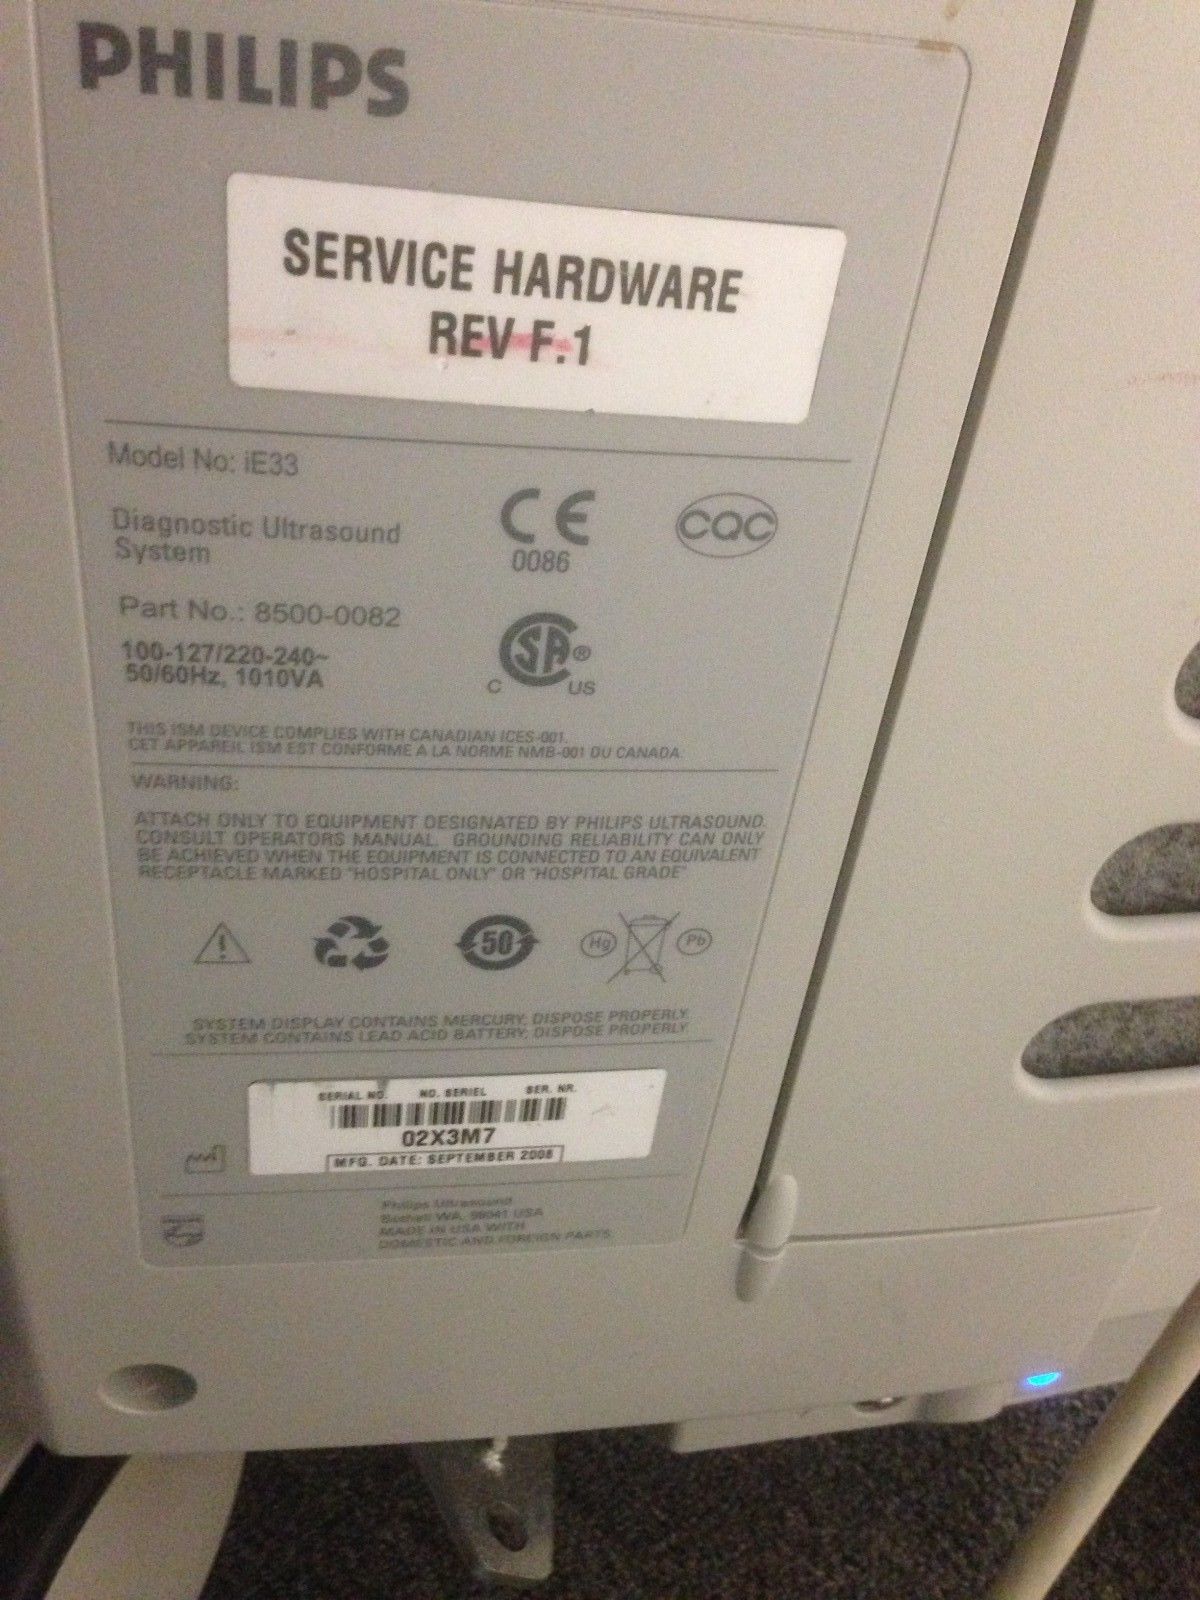 PHILIPS
SERVICE HARDWARE
REV F.1
Model No: iE33
Diagnostic Ultrasound
System
CE
0086
CQC
Part No.: 8500-0082
100-127/220-240~
50/60Hz, 1010VA
SA®
C US
THIS ISM DEVICE COMPLIES WITH CANADIAN ICES-001.
CET APPAREIL ISM EST CONFORME A LA NORME NMB-001 DU CANADA.
WARNING:
ATTACH ONLY TO EQUIPMENT DESIGNATED BY PHILIPS ULTRASOUND.
CONSULT OPERATORS MANUAL. GROUNDING RELIABILITY CAN ONLY
BE ACHIEVED WHEN THE EQUIPMENT IS CONNECTED TO AN EQUIVALENT
RECEPTACLE MARKED "HOSPITAL ONLY" OR "HOSPITAL GRADE"
!
50
Hg
Pb
SYSTEM DISPLAY CONTAINS MERCURY. DISPOSE PROPERLY.
SYSTEM CONTAINS LEAD ACID BATTERY; DISPOSE PROPERLY.
SERIAL NO. NO. SERIEL SER. NR.
02X3M7
MFG. DATE: SEPTEMBER 2008
Philips Ultrasound
Bothell WA, 98041 USA
MADE IN USA WITH
DOMESTIC AND FOREIGN PARTS